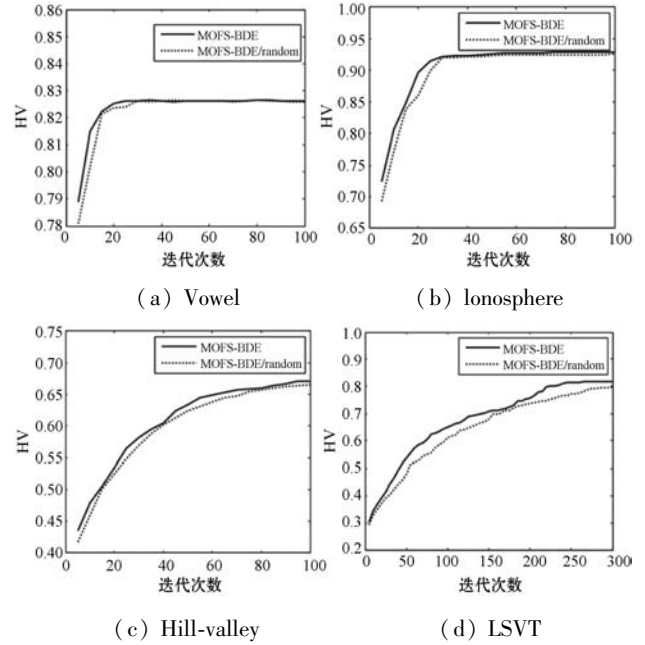 0.86
0.85
0.84
0.83
0.82
0.81
0.80
0.79
0.78
HV
MOFS-BDE
MOFS-BDE/random
0 20 40 60 80 100
迭代次数
(a) Vowel
1.00
0.95
0.90
0.85
0.80
0.75
0.70
0.65
HV
MOFS-BDE
MOFS-BDE/random
0 20 40 60 80 100
迭代次数
(b) lonosphere
0.75
0.70
0.65
0.60
0.55
0.50
0.45
0.40
HV
MOFS-BDE
MOFS-BDE/random
0 20 40 60 80 100
迭代次数
(c) Hill-valley
1.0
0.9
0.8
0.7
0.6
0.5
0.4
0.3
0.2
HV
MOFS-BDE
MOFS-BDE/random
0 50 100 150 200 250 300
迭代次数
(d) LSVT